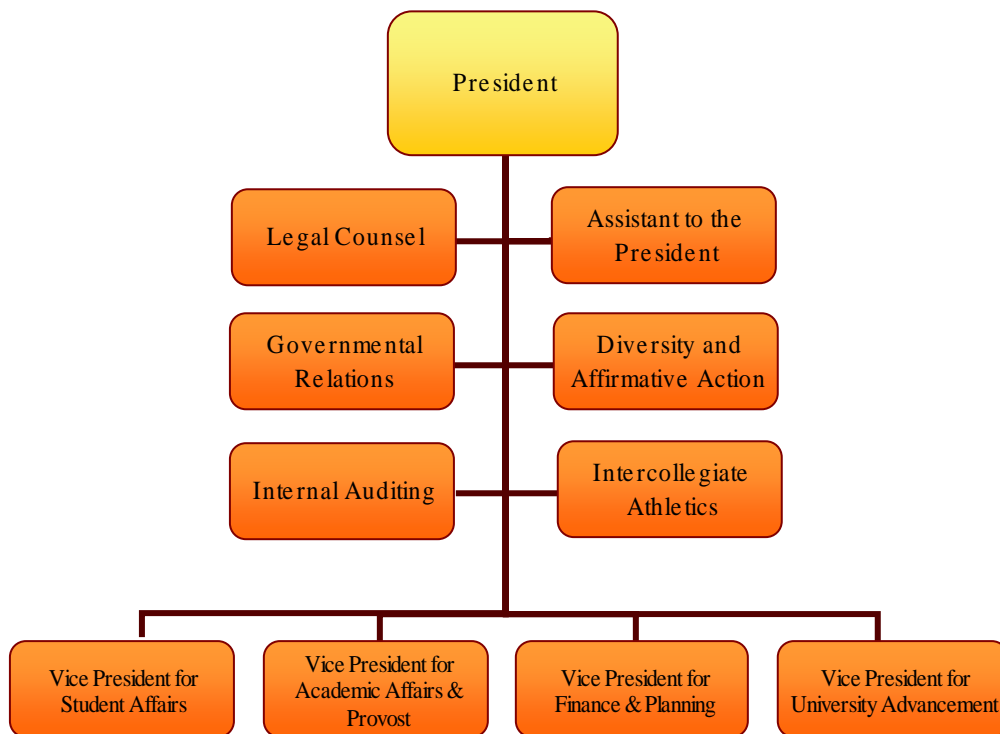 President
Legal Counsel
Assistant to the
President
Governmental
Relations
Diversity and
Affirmative Action
Internal Auditing
Intercollegiate
Athletics
Vice President for
Student Affairs
Vice President for
Academic Affairs &
Provost
Vice President for
Finance & Planning
Vice President for
University Advancement